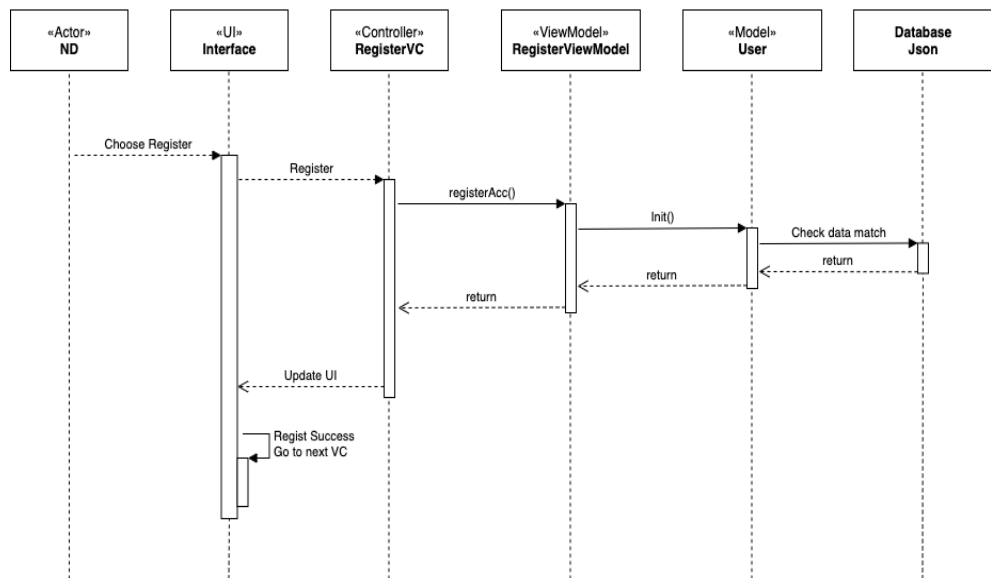 «Actor»
ND
«UI»
Interface
«Controller»
RegisterVC
«ViewModel»
RegisterViewModel
«Model»
User
Database
Json
Choose Register
Register
registerAcc()
Init()
Check data match
return
return
return
Update UI
Regist Success
Go to next VC